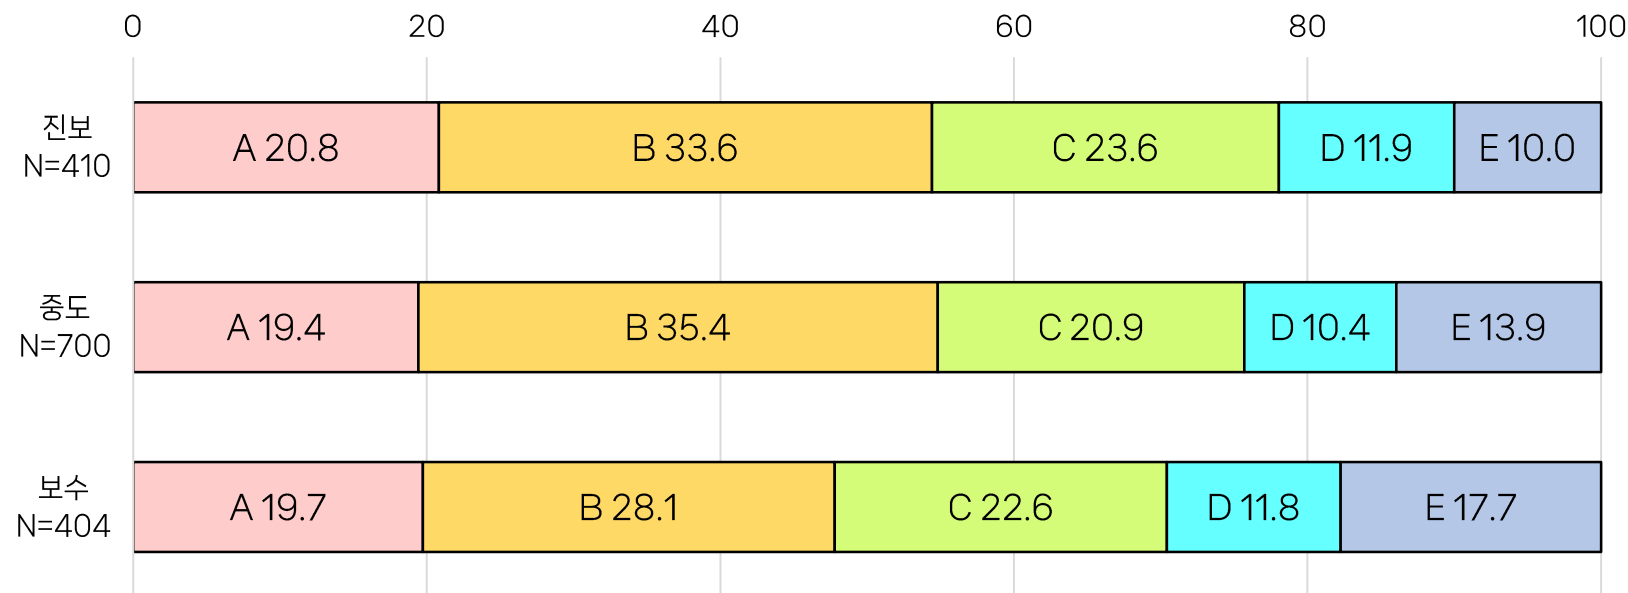 0 20 40 60 80 100
진보
N=410
A 20.8 B 33.6 C 23.6 D 11.9 E 10.0
중도
N=700
A 19.4 B 35.4 C 20.9 D 10.4 E 13.9
보수
N=404
A 19.7 B 28.1 C 22.6 D 11.8 E 17.7